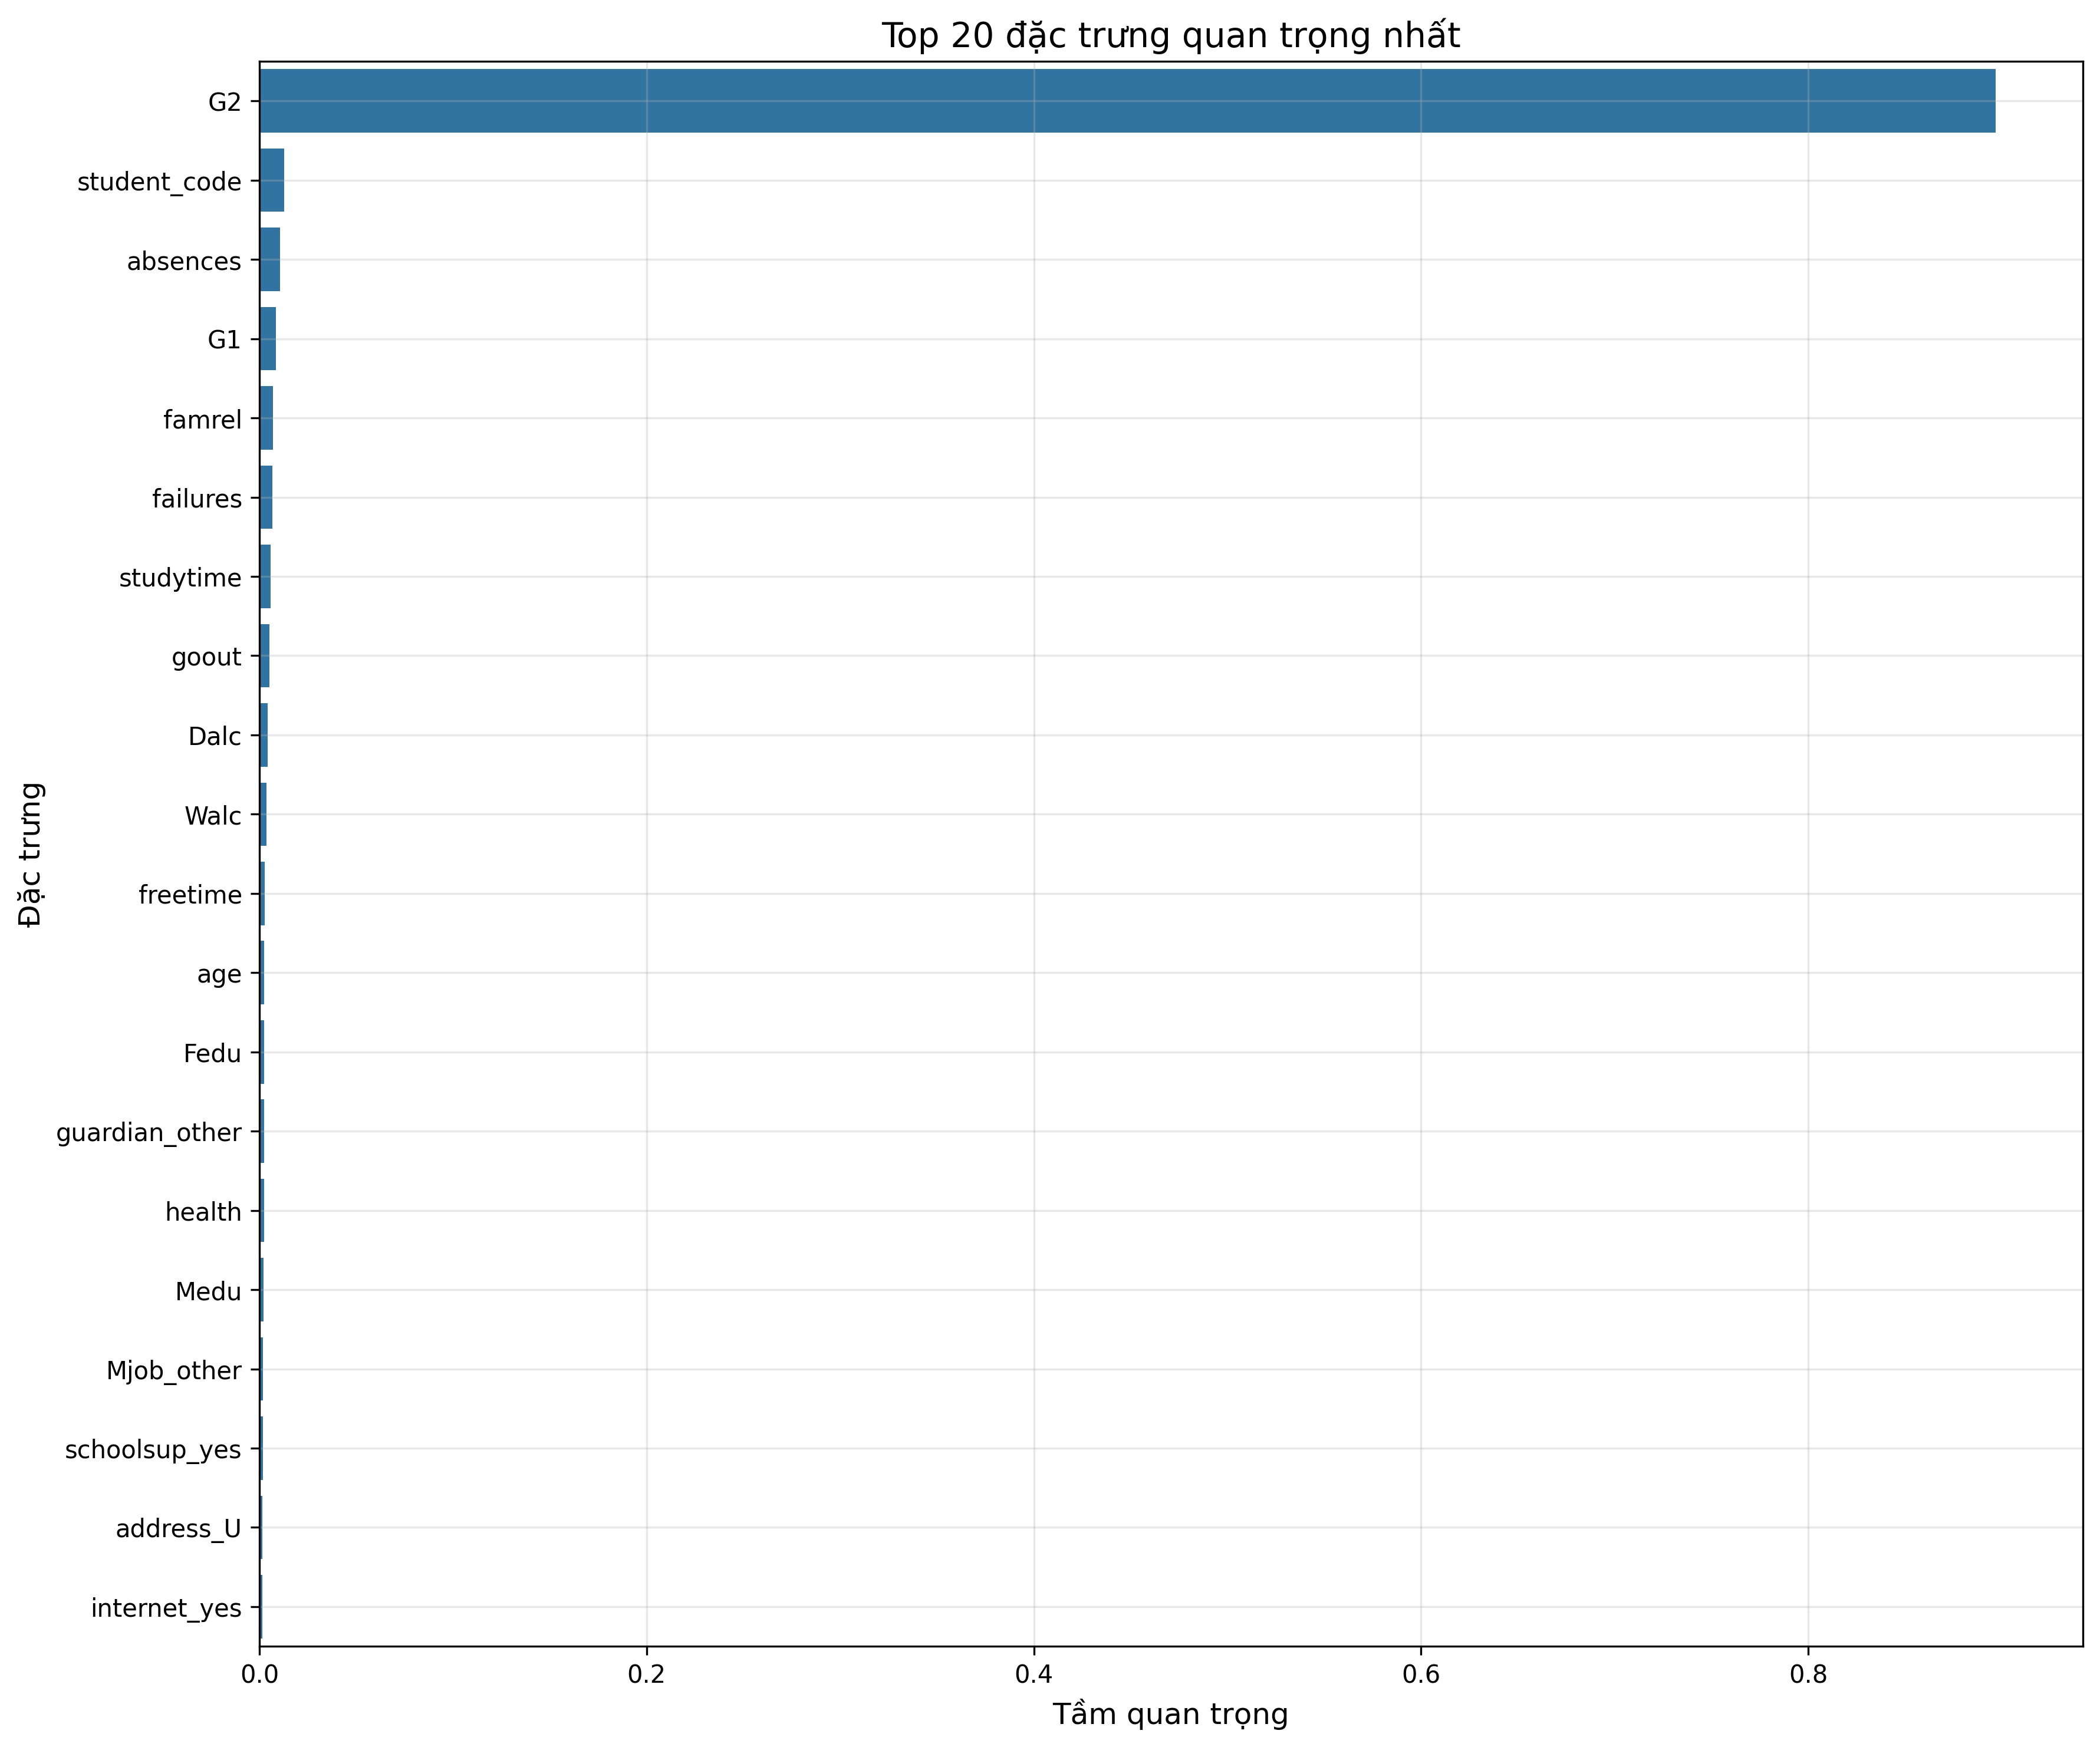 Top 20 đặc trưng quan trọng nhất
Đặc trưng
G2
student_code
absences
G1
famrel
failures
studytime
goout
Dalc
Walc
freetime
age
Fedu
guardian_other
health
Medu
Mjob_other
schoolsup_yes
address_U
internet_yes
0.0 0.2 0.4 0.6 0.8
Tầm quan trọng